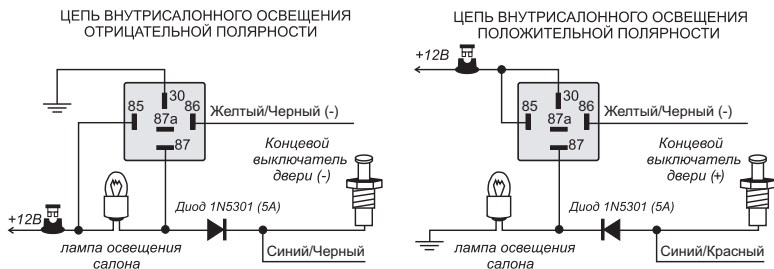 ЦЕПЬ ВНУТРИСАЛОННОГО ОСВЕЩЕНИЯ
ОТРИЦАТЕЛЬНОЙ ПОЛЯРНОСТИ
30
85
86
87a
87
Желтый/Черный (-)
Концевой
выключатель
двери (-)
+12В
Диод 1N5301 (5А)
лампа освещения
салона
Синий/Черный
ЦЕПЬ ВНУТРИСАЛОННОГО ОСВЕЩЕНИЯ
ПОЛОЖИТЕЛЬНОЙ ПОЛЯРНОСТИ
+12В
30
85
86
87a
87
Желтый/Черный (-)
Концевой
выключатель
двери (+)
Диод 1N5301 (5А)
лампа освещения
салона
Синий/Красный